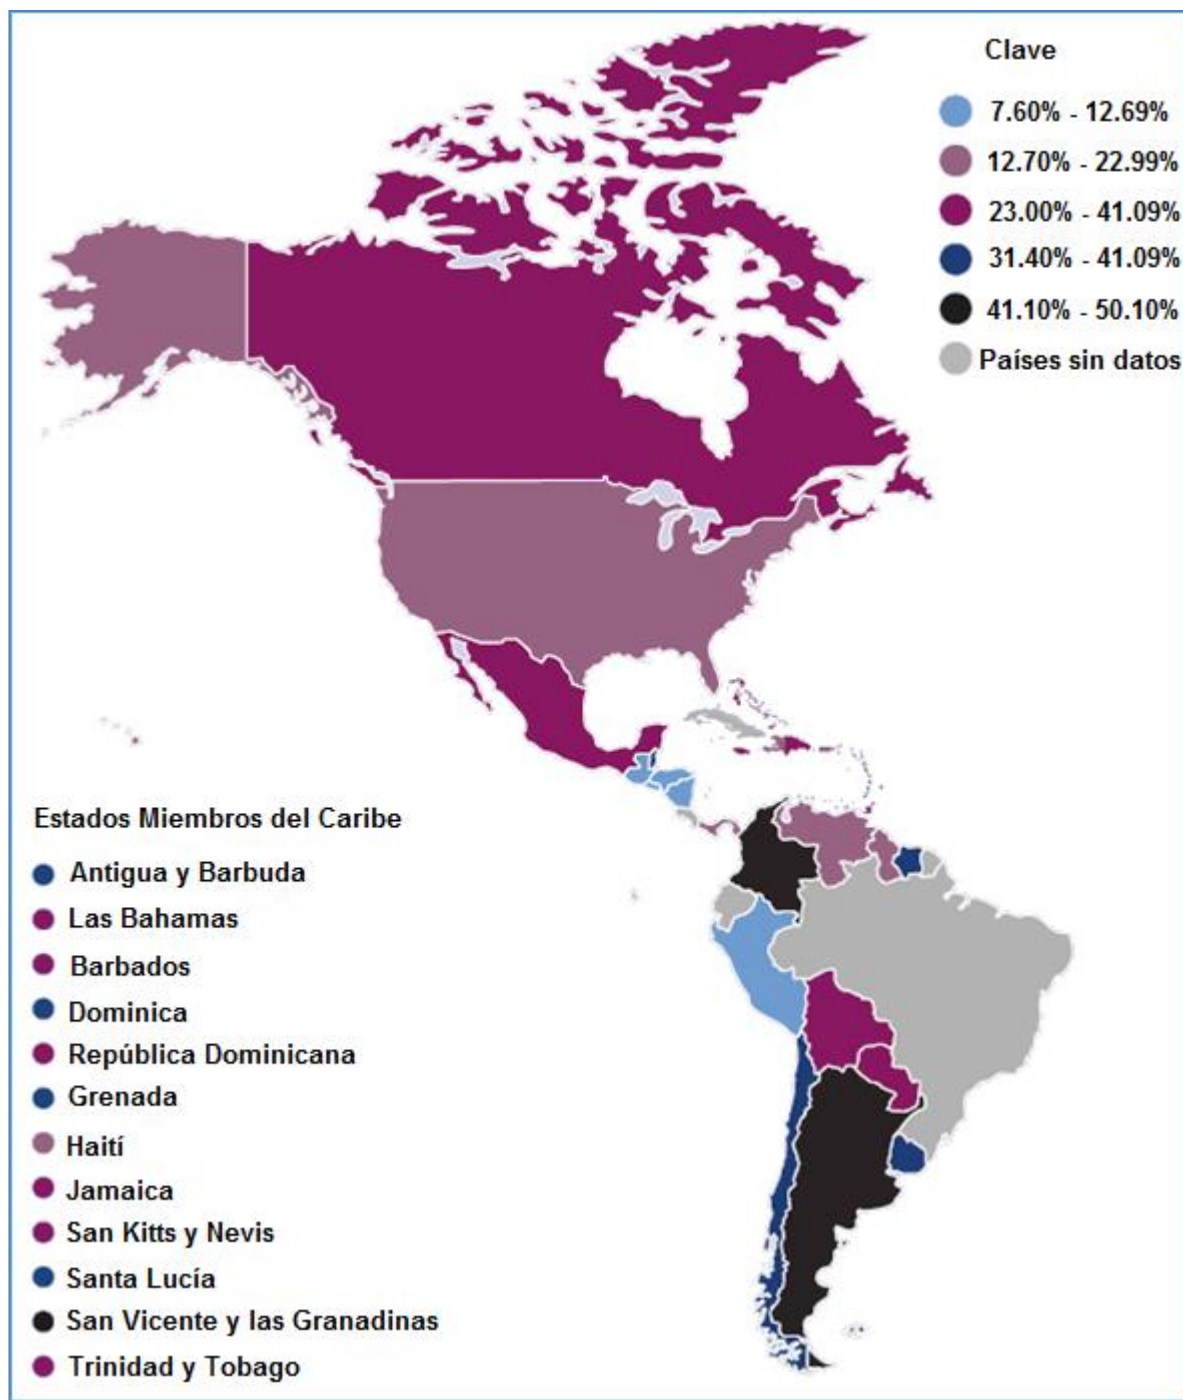 Clave
7.60% - 12.69%
12.70% - 22.99%
23.00% - 41.09%
31.40% - 41.09%
41.10% - 50.10%
Países sin datos
Estados Miembros del Caribe
Antigua y Barbuda
Las Bahamas
Barbados
Dominica
República Dominicana
Grenada
Haití
Jamaica
San Kitts y Nevis
Santa Lucía
San Vicente y las Granadinas
Trinidad y Tobago